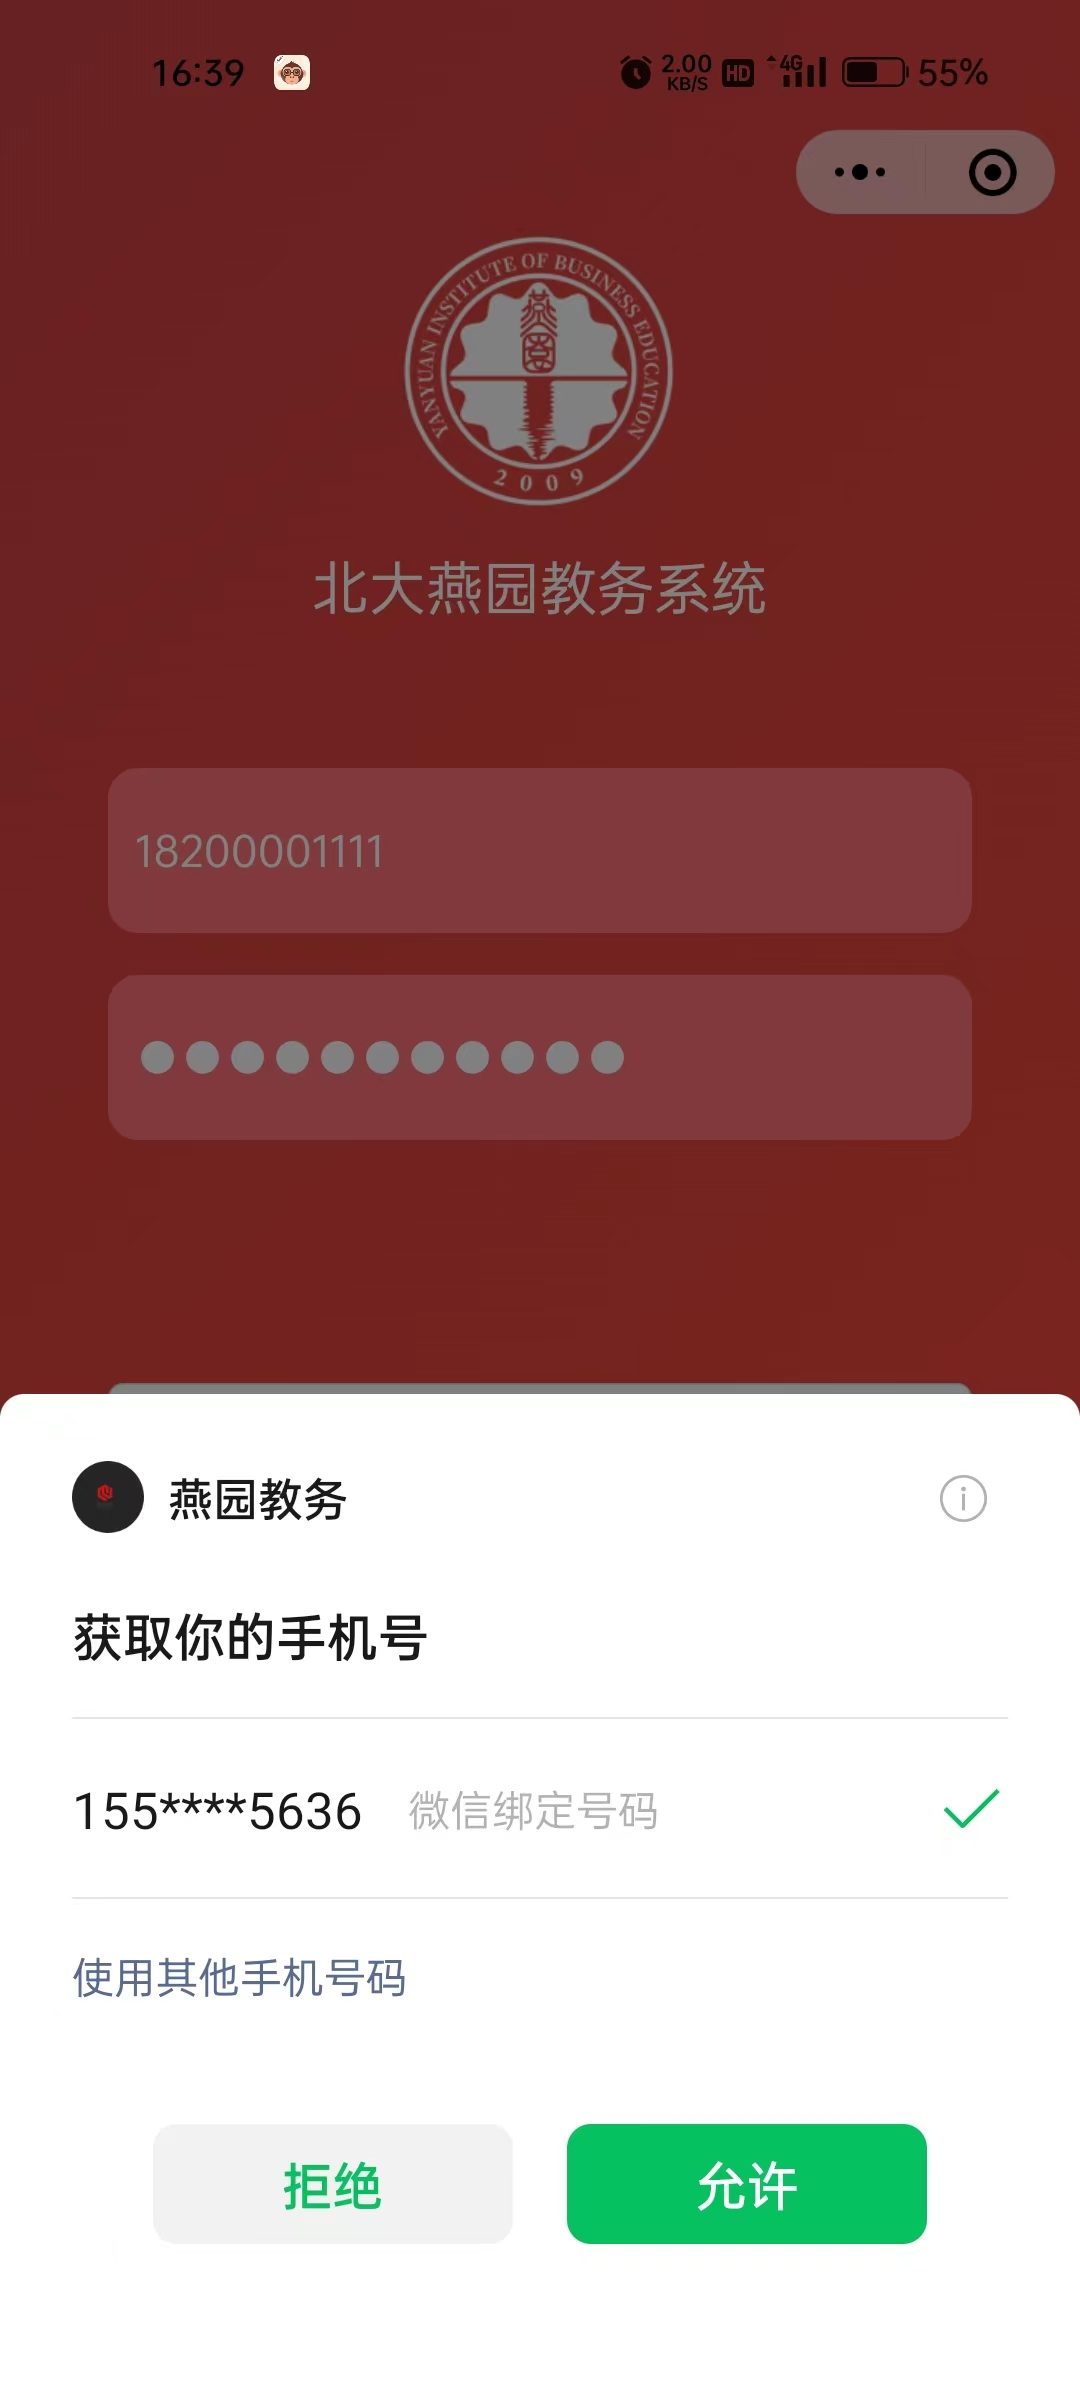 16:39
2.00 KB/S HD 4G 55%
YANYUAN INSTITUTE OF BUSINESS EDUCATION
燕园
2009
北大燕园教务系统
18200001111
●●●●●●●●●●●
燕园教务
获取你的手机号
155****5636 微信绑定号码
使用其他手机号码
拒绝 允许